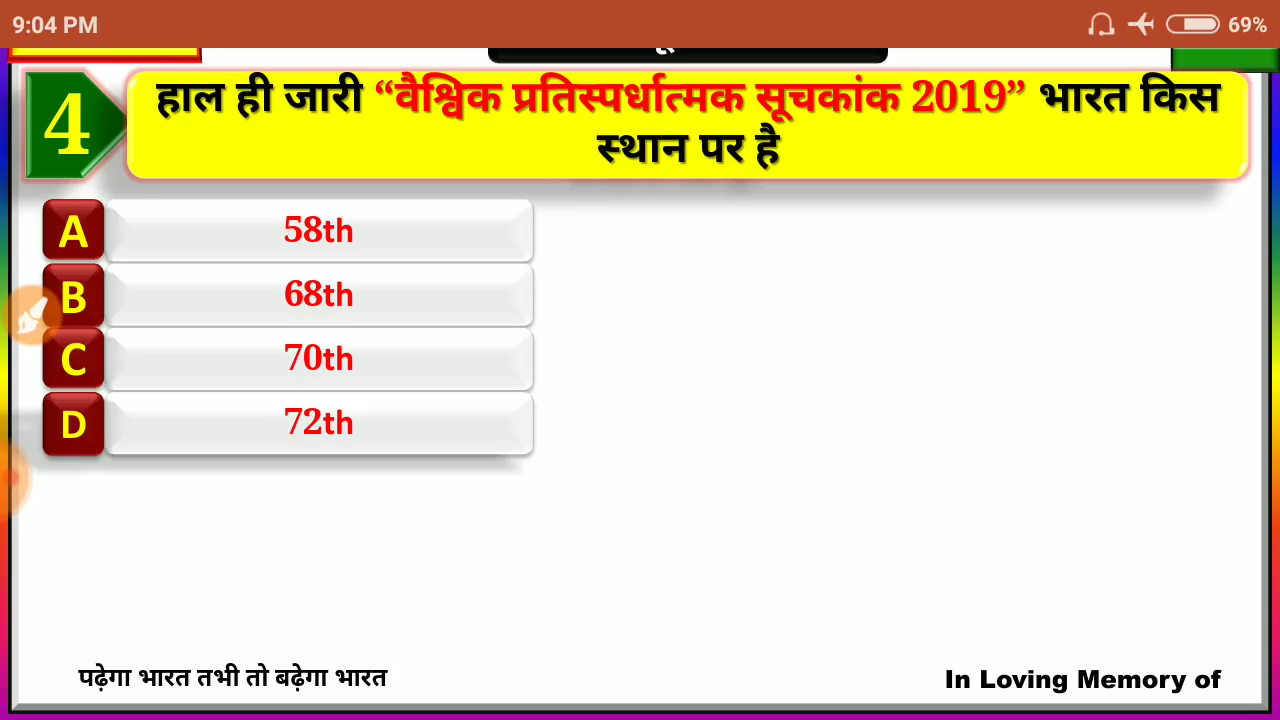 9:04 PM
69%
4
हाल ही जारी “वैश्विक प्रतिस्पर्धात्मक सूचकांक 2019” भारत किस
स्थान पर है
A 58th
B 68th
C 70th
D 72th
पढ़ेगा भारत तभी तो बढ़ेगा भारत
In Loving Memory of